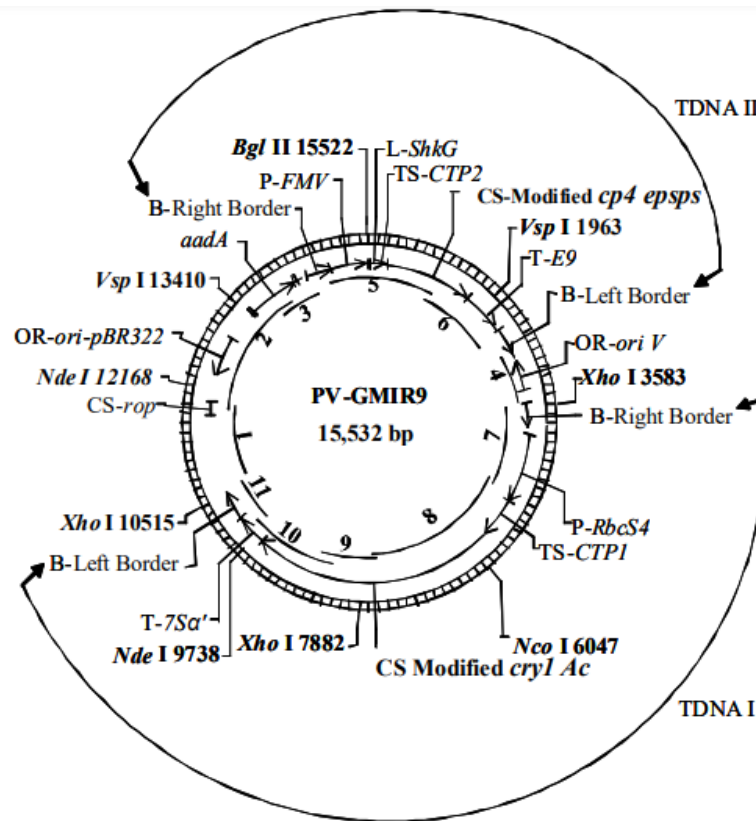 TDNA II
Bgl II 15522
L-ShkG
P-FMV
TS-CTP2
B-Right Border
CS-Modified cp4 epsps
aadA
Vsp I 1963
T-E9
Vsp I 13410
B-Left Border
OR-ori-pBR322
OR-ori V
Nde I 12168
Xho I 3583
CS-rop
B-Right Border
PV-GMIR9
15,532 bp
1
2
3
5
6
4
7
8
9
10
11
Xho I 10515
P-RbcS4
B-Left Border
TS-CTP1
T-7Sα'
Xho I 7882
Nco I 6047
Nde I 9738
CS Modified cry1 Ac
TDNA I